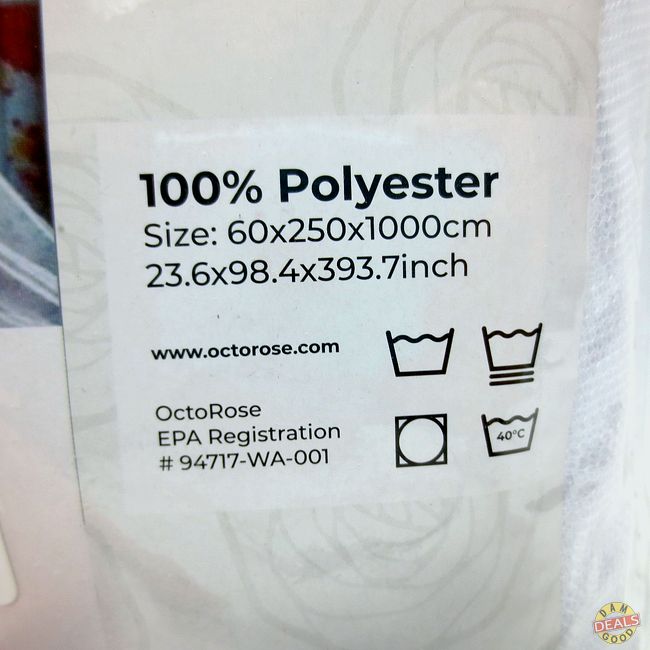 100% Polyester
Size: 60x250x1000cm
23.6x98.4x393.7inch
www.octorose.com
OctoRose
EPA Registration
# 94717-WA-001
40°C
DAM
DEALS
GOOD